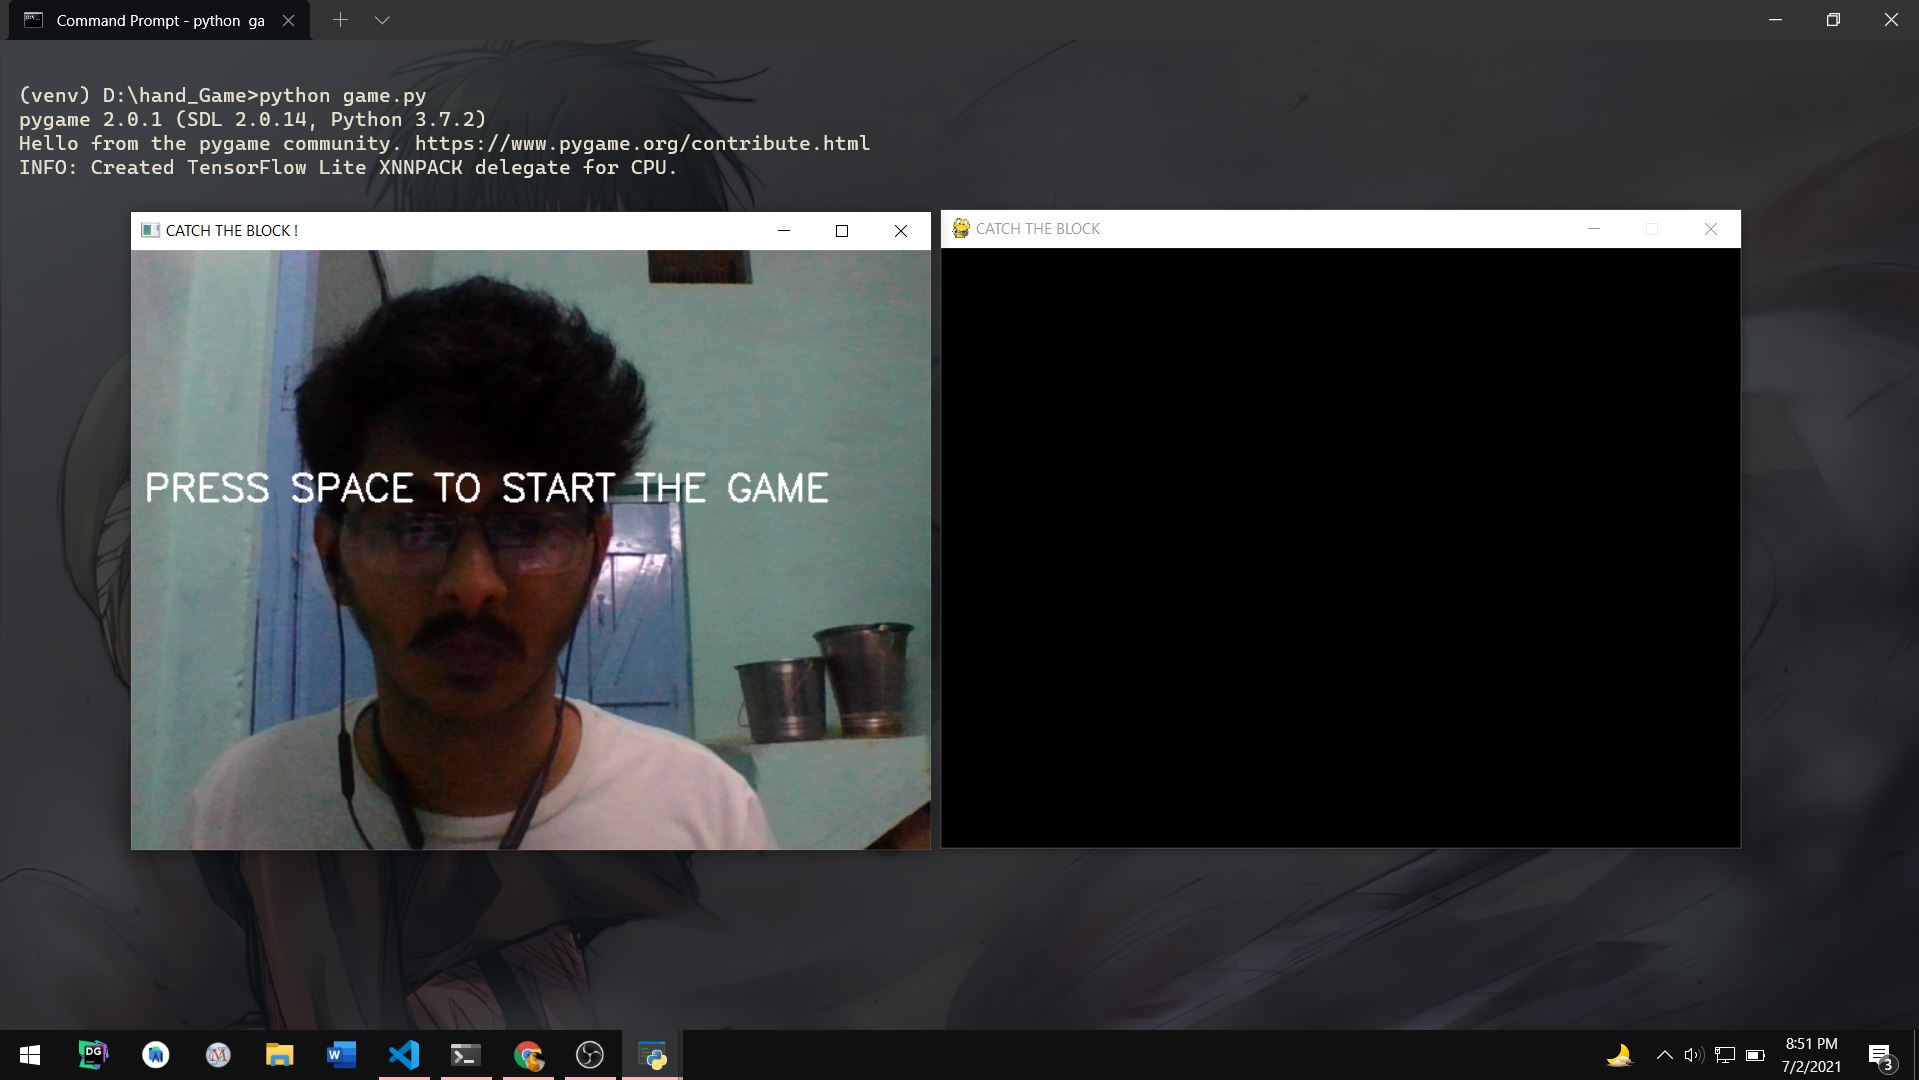 Command Prompt - python ga
(venv) D:\hand_Game>python game.py
pygame 2.0.1 (SDL 2.0.14, Python 3.7.2)
Hello from the pygame community. https://www.pygame.org/contribute.html
INFO: Created TensorFlow Lite XNNPACK delegate for CPU.
CATCH THE BLOCK !
CATCH THE BLOCK
PRESS SPACE TO START THE GAME
DG
M
W
8:51 PM
7/2/2021
3